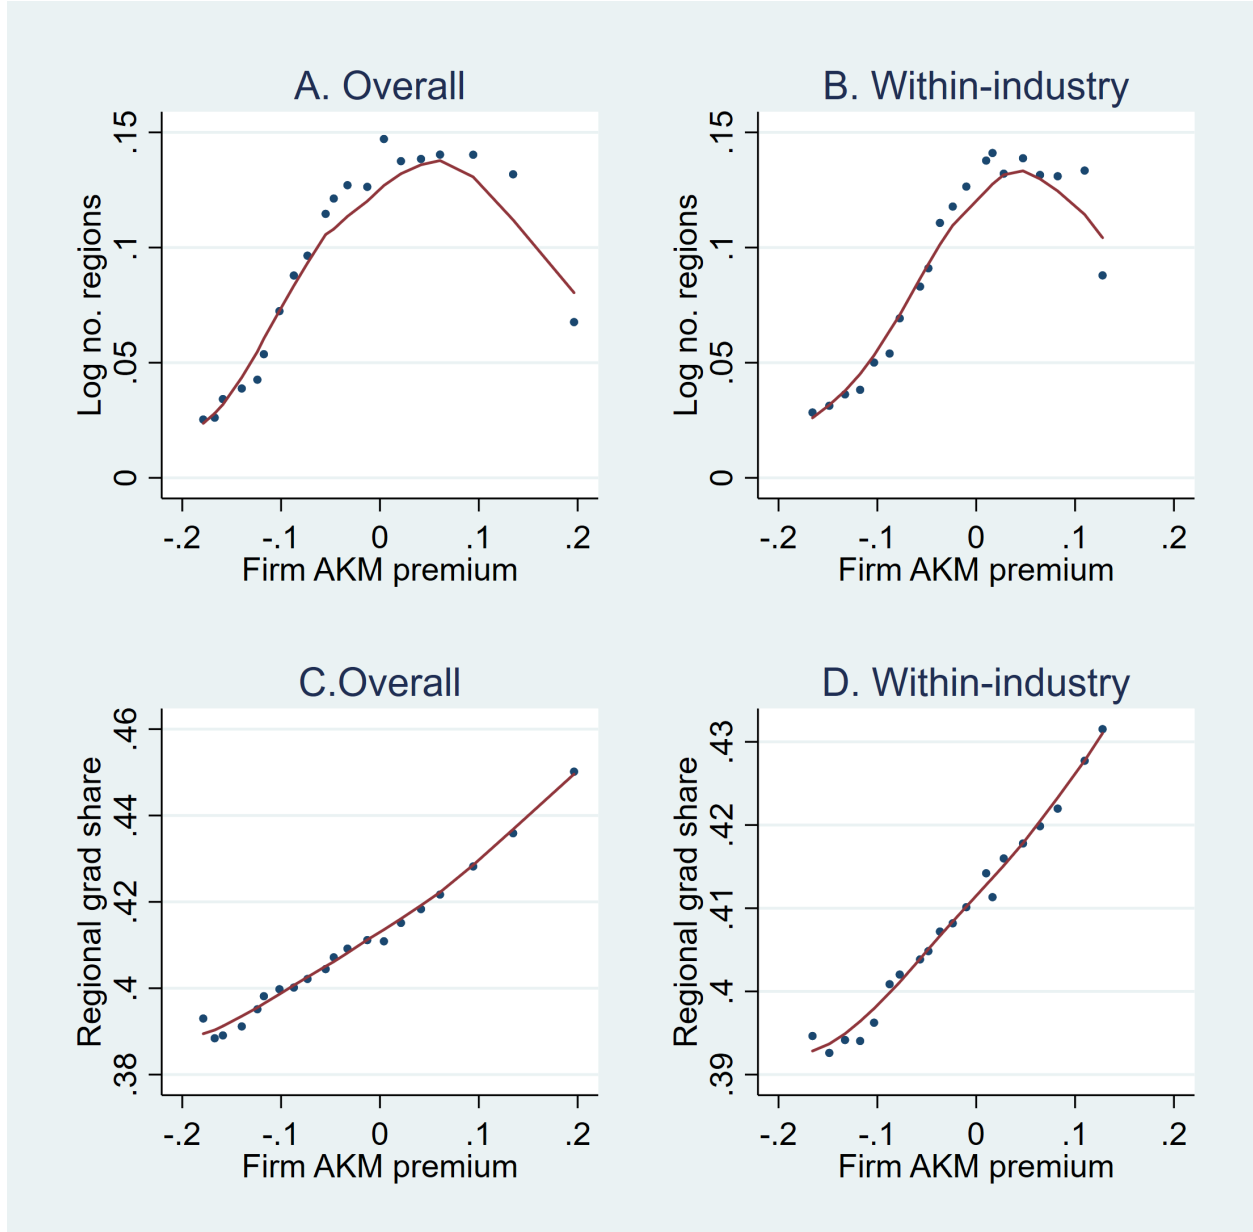 A. Overall
Log no. regions
.15
.1
.05
0
-.2 -.1 0 .1 .2
Firm AKM premium
B. Within-industry
Log no. regions
.15
.1
.05
0
-.2 -.1 0 .1 .2
Firm AKM premium
C.Overall
Regional grad share
.46
.44
.42
.4
.38
-.2 -.1 0 .1 .2
Firm AKM premium
D. Within-industry
Regional grad share
.43
.42
.41
.4
.39
-.2 -.1 0 .1 .2
Firm AKM premium